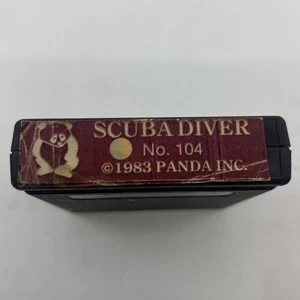 SCUBA DIVER
No. 104
©1983 PANDA INC.